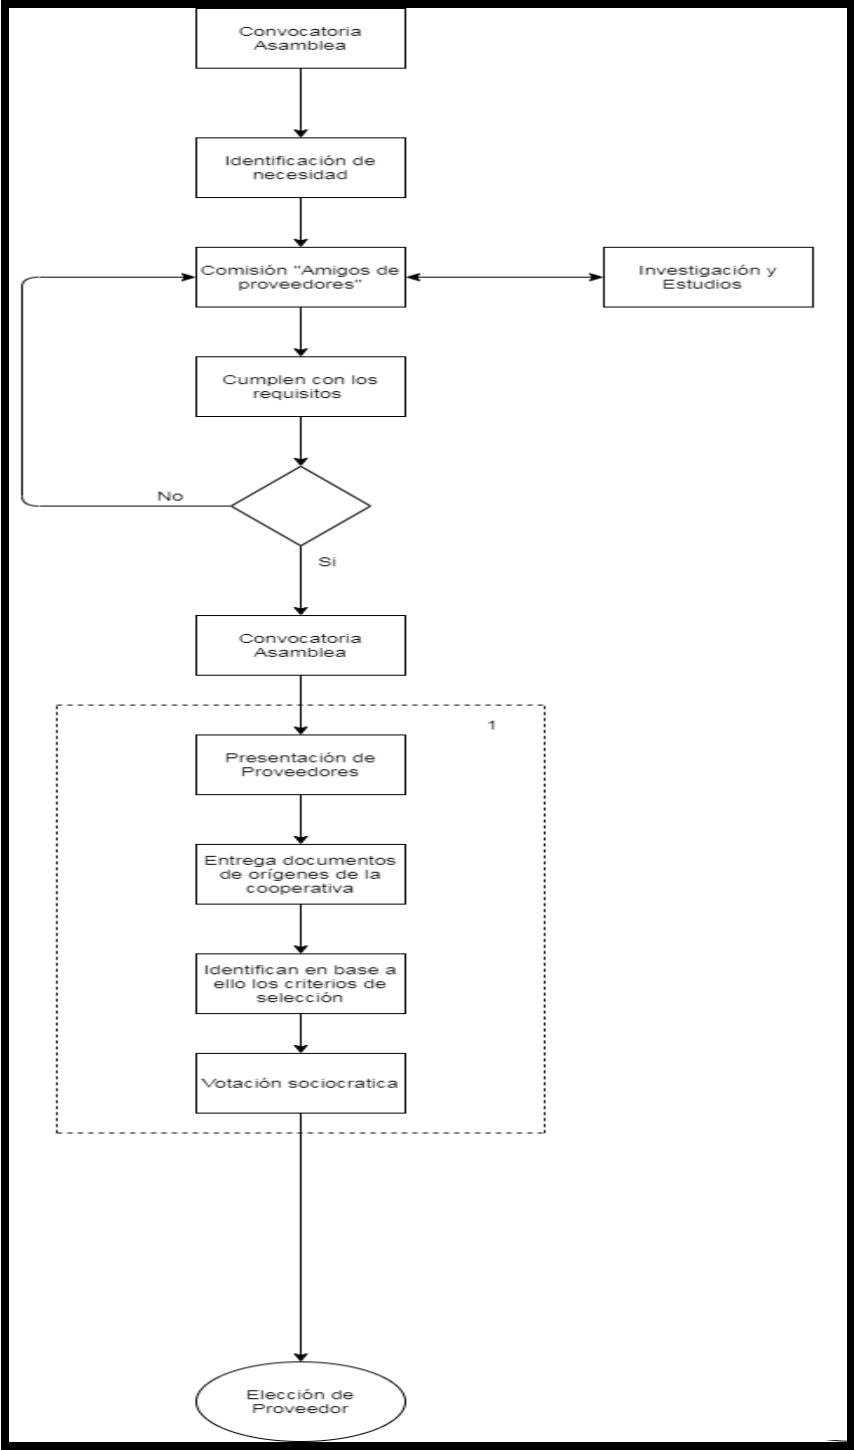 Convocatoria
Asamblea
Identificación de
necesidad
Comisión "Amigos de
proveedores"
Investigación y
Estudios
Cumplen con los
requisitos
No
Si
Convocatoria
Asamblea
1
Presentación de
Proveedores
Entrega documentos
de orígenes de la
cooperativa
Identifican en base a
ello los criterios de
selección
Votación sociocratica
Elección de
Proveedor